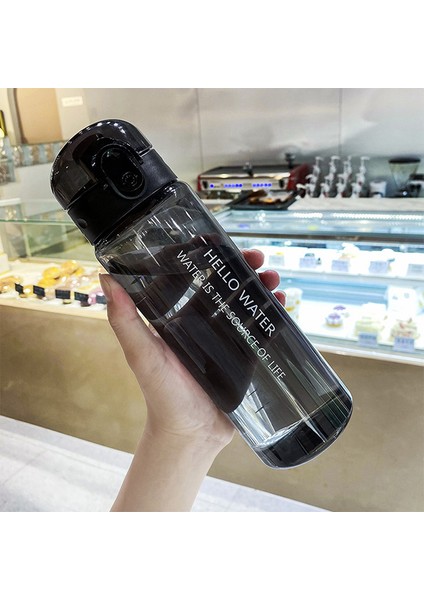 HELLO WATER
WATER IS THE SOURCE OF LIFE